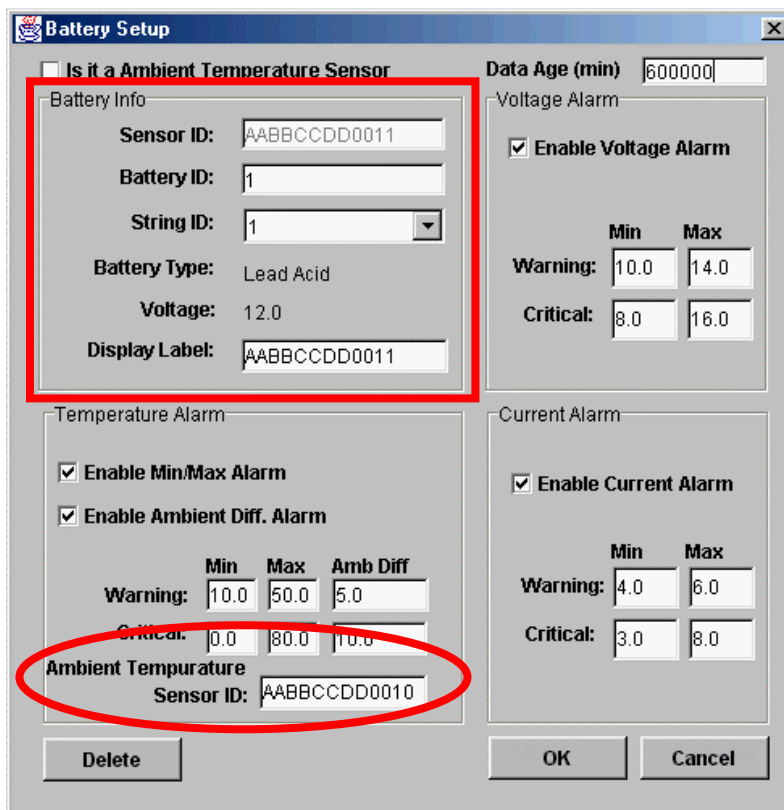 Battery Setup
Is it a Ambient Temperature Sensor
Data Age (min) 600000
Battery Info
Sensor ID: AABBCCDD0011
Battery ID: 1
String ID: 1
Battery Type: Lead Acid
Voltage: 12.0
Display Label: AABBCCDD0011
Voltage Alarm
Enable Voltage Alarm
Min Max
Warning: 10.0 14.0
Critical: 8.0 16.0
Temperature Alarm
Enable Min/Max Alarm
Enable Ambient Diff. Alarm
Min Max Amb Diff
Warning: 10.0 50.0 5.0
Critical: 0.0 80.0 10.0
Ambient Tempurature
Sensor ID: AABBCCDD0010
Current Alarm
Enable Current Alarm
Min Max
Warning: 4.0 6.0
Critical: 3.0 8.0
Delete
OK
Cancel